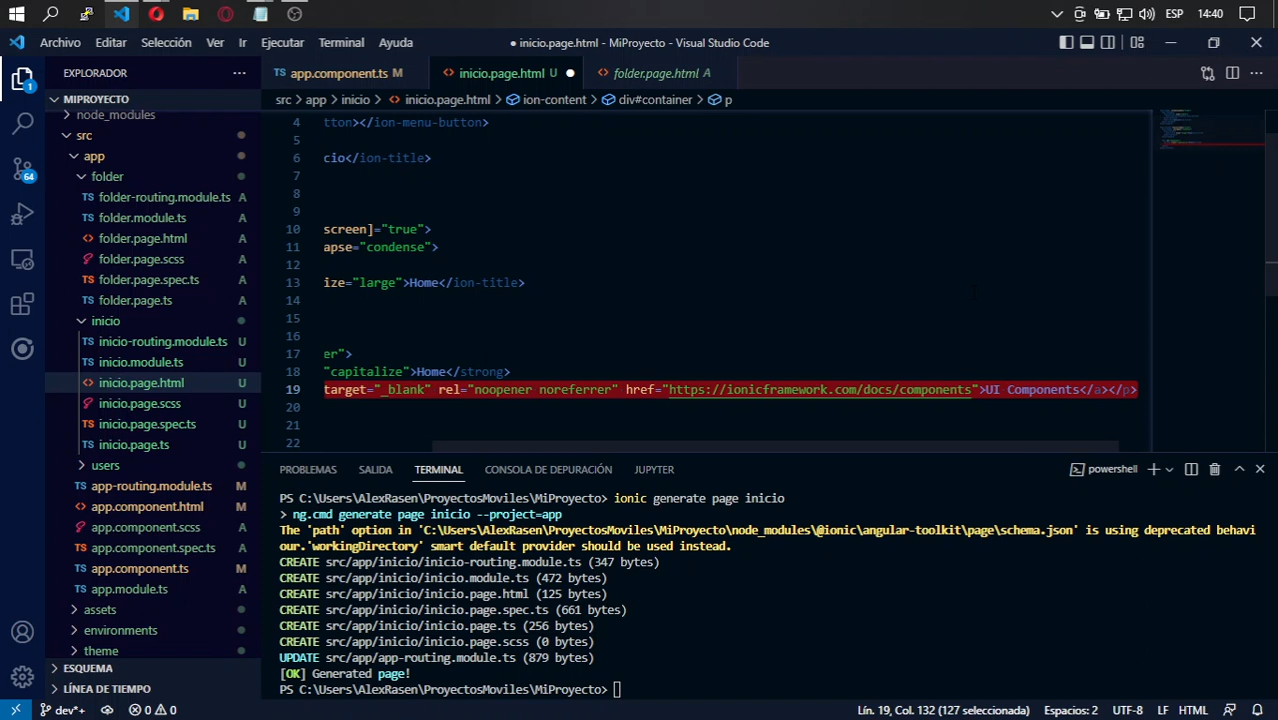 ESP 14:40
Archivo Editar Selección Ver Ir Ejecutar Terminal Ayuda
● inicio.page.html - MiProyecto - Visual Studio Code
EXPLORADOR
app.component.ts M
inicio.page.html U
folder.page.html A
MIPROYECTO
src > app > inicio > inicio.page.html > ion-content > div#container > p
node_modules
src
app
folder
folder-routing.module.ts A
folder.module.ts A
folder.page.html A
folder.page.scss A
folder.page.spec.ts A
folder.page.ts A
inicio
inicio-routing.module.ts U
inicio.module.ts U
inicio.page.html U
inicio.page.scss U
inicio.page.spec.ts U
inicio.page.ts U
users
app-routing.module.ts M
app.component.html M
app.component.scss A
app.component.spec.ts A
app.component.ts M
app.module.ts A
assets
environments
theme
ESQUEMA
LÍNEA DE TIEMPO
1
64
4 tton></ion-menu-button>
5
6 cio</ion-title>
7
8
9
10 screen]="true">
11 apse="condense">
12
13 ize="large">Home</ion-title>
14
15
16
17 er">
18 "capitalize">Home</strong>
19 target="_blank" rel="noopener noreferrer" href="https://ionicframework.com/docs/components">UI Components</a></p>
20
21
22
PROBLEMAS SALIDA TERMINAL CONSOLA DE DEPURACIÓN JUPYTER
powershell
PS C:\Users\AlexRasen\ProyectosMoviles\MiProyecto> ionic generate page inicio
> ng.cmd generate page inicio --project=app
The 'path' option in 'C:\Users\AlexRasen\ProyectosMoviles\MiProyecto\node_modules\@ionic\angular-toolkit\page\schema.json' is using deprecated behavi
our.'workingDirectory' smart default provider should be used instead.
CREATE src/app/inicio/inicio-routing.module.ts (347 bytes)
CREATE src/app/inicio/inicio.module.ts (472 bytes)
CREATE src/app/inicio/inicio.page.html (125 bytes)
CREATE src/app/inicio/inicio.page.spec.ts (661 bytes)
CREATE src/app/inicio/inicio.page.ts (256 bytes)
CREATE src/app/inicio/inicio.page.scss (0 bytes)
UPDATE src/app/app-routing.module.ts (879 bytes)
[OK] Generated page!
PS C:\Users\AlexRasen\ProyectosMoviles\MiProyecto>
dev*+ 0 0
Lín. 19, Col. 132 (127 seleccionada) Espacios: 2 UTF-8 LF HTML